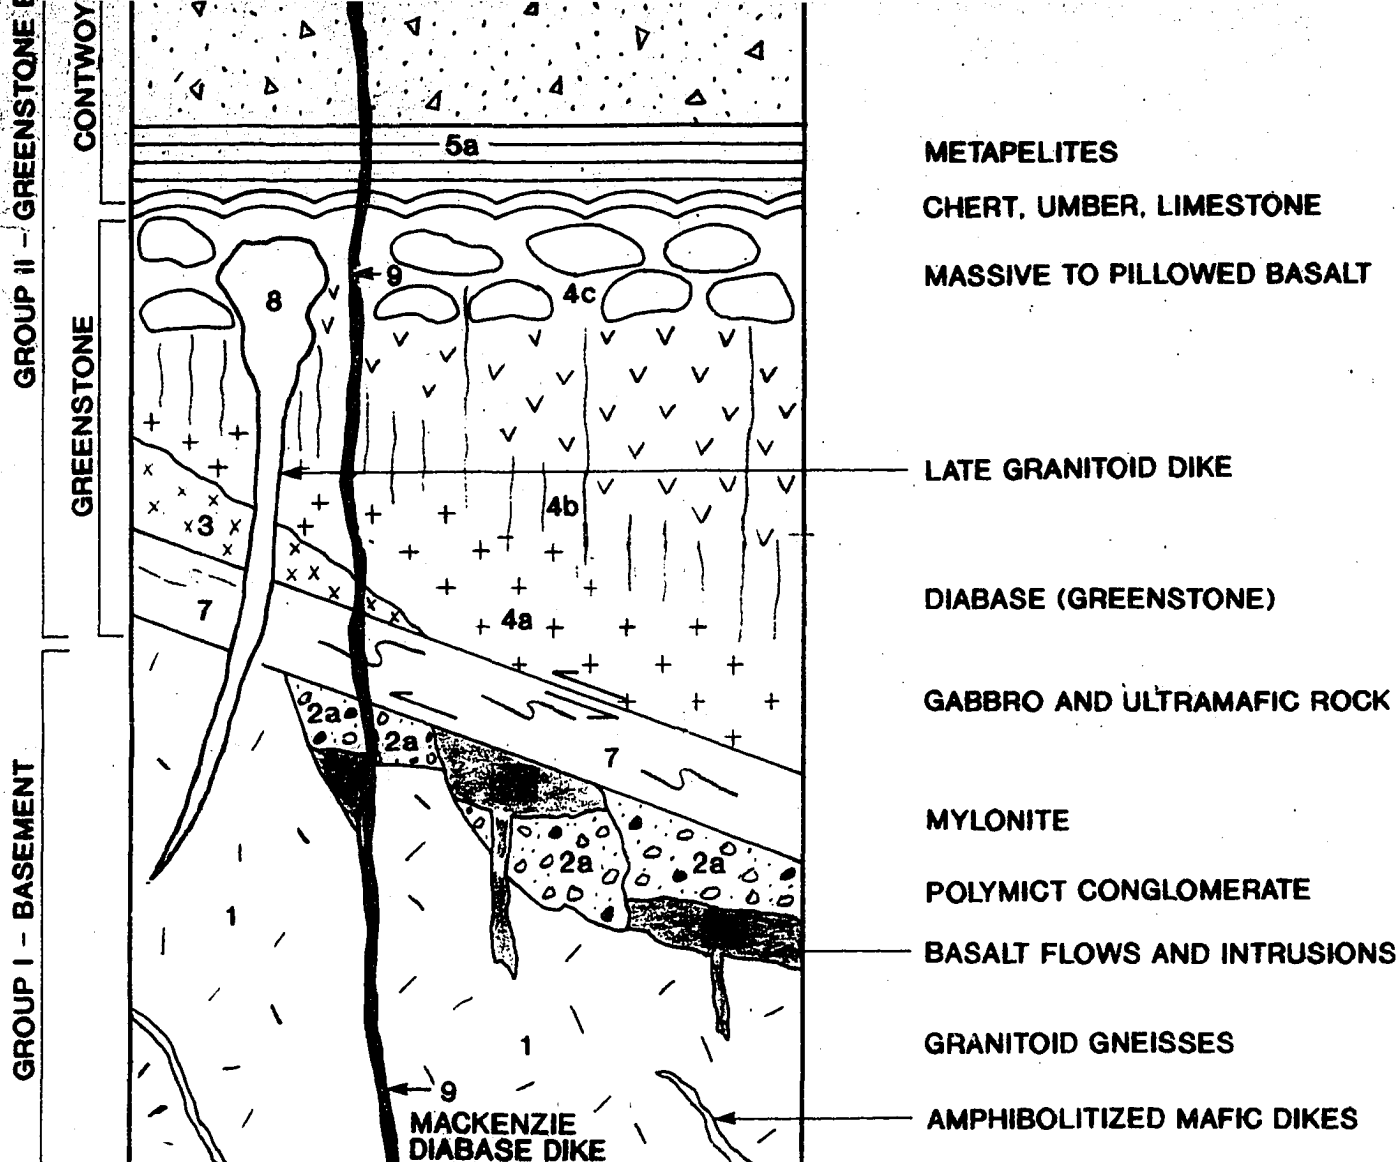 GROUP II - GREENSTONE
CONTWOY
GREENSTONE
GROUP I - BASEMENT
5a
9
8
4c
3
4b
7
4a
2a
2a
7
2a
2a
1
1
9
MACKENZIE
DIABASE DIKE
METAPELITES
CHERT, UMBER, LIMESTONE
MASSIVE TO PILLOWED BASALT
LATE GRANITOID DIKE
DIABASE (GREENSTONE)
GABBRO AND ULTRAMAFIC ROCK
MYLONITE
POLYMICT CONGLOMERATE
BASALT FLOWS AND INTRUSIONS
GRANITOID GNEISSES
AMPHIBOLITIZED MAFIC DIKES